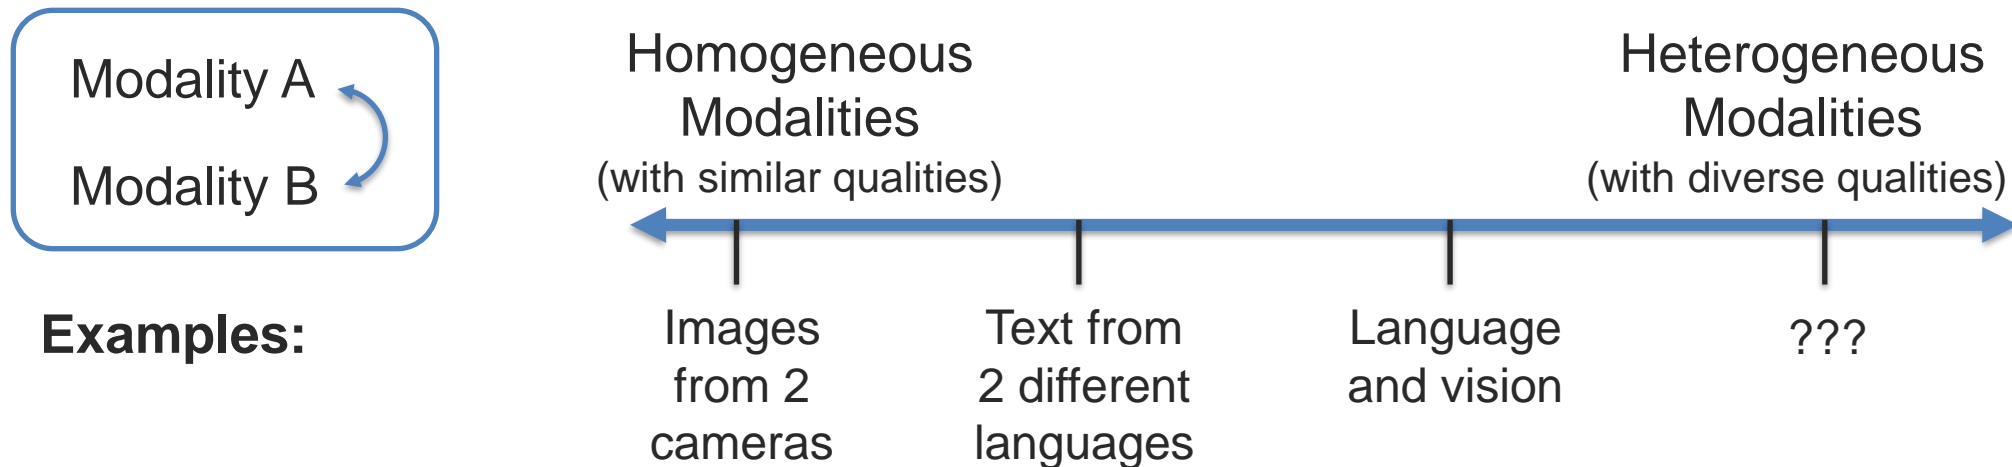 Modality A
Modality B
Homogeneous
Modalities
(with similar qualities)
Heterogeneous
Modalities
(with diverse qualities)
Examples:
Images
from 2
cameras
Text from
2 different
languages
Language
and vision
???